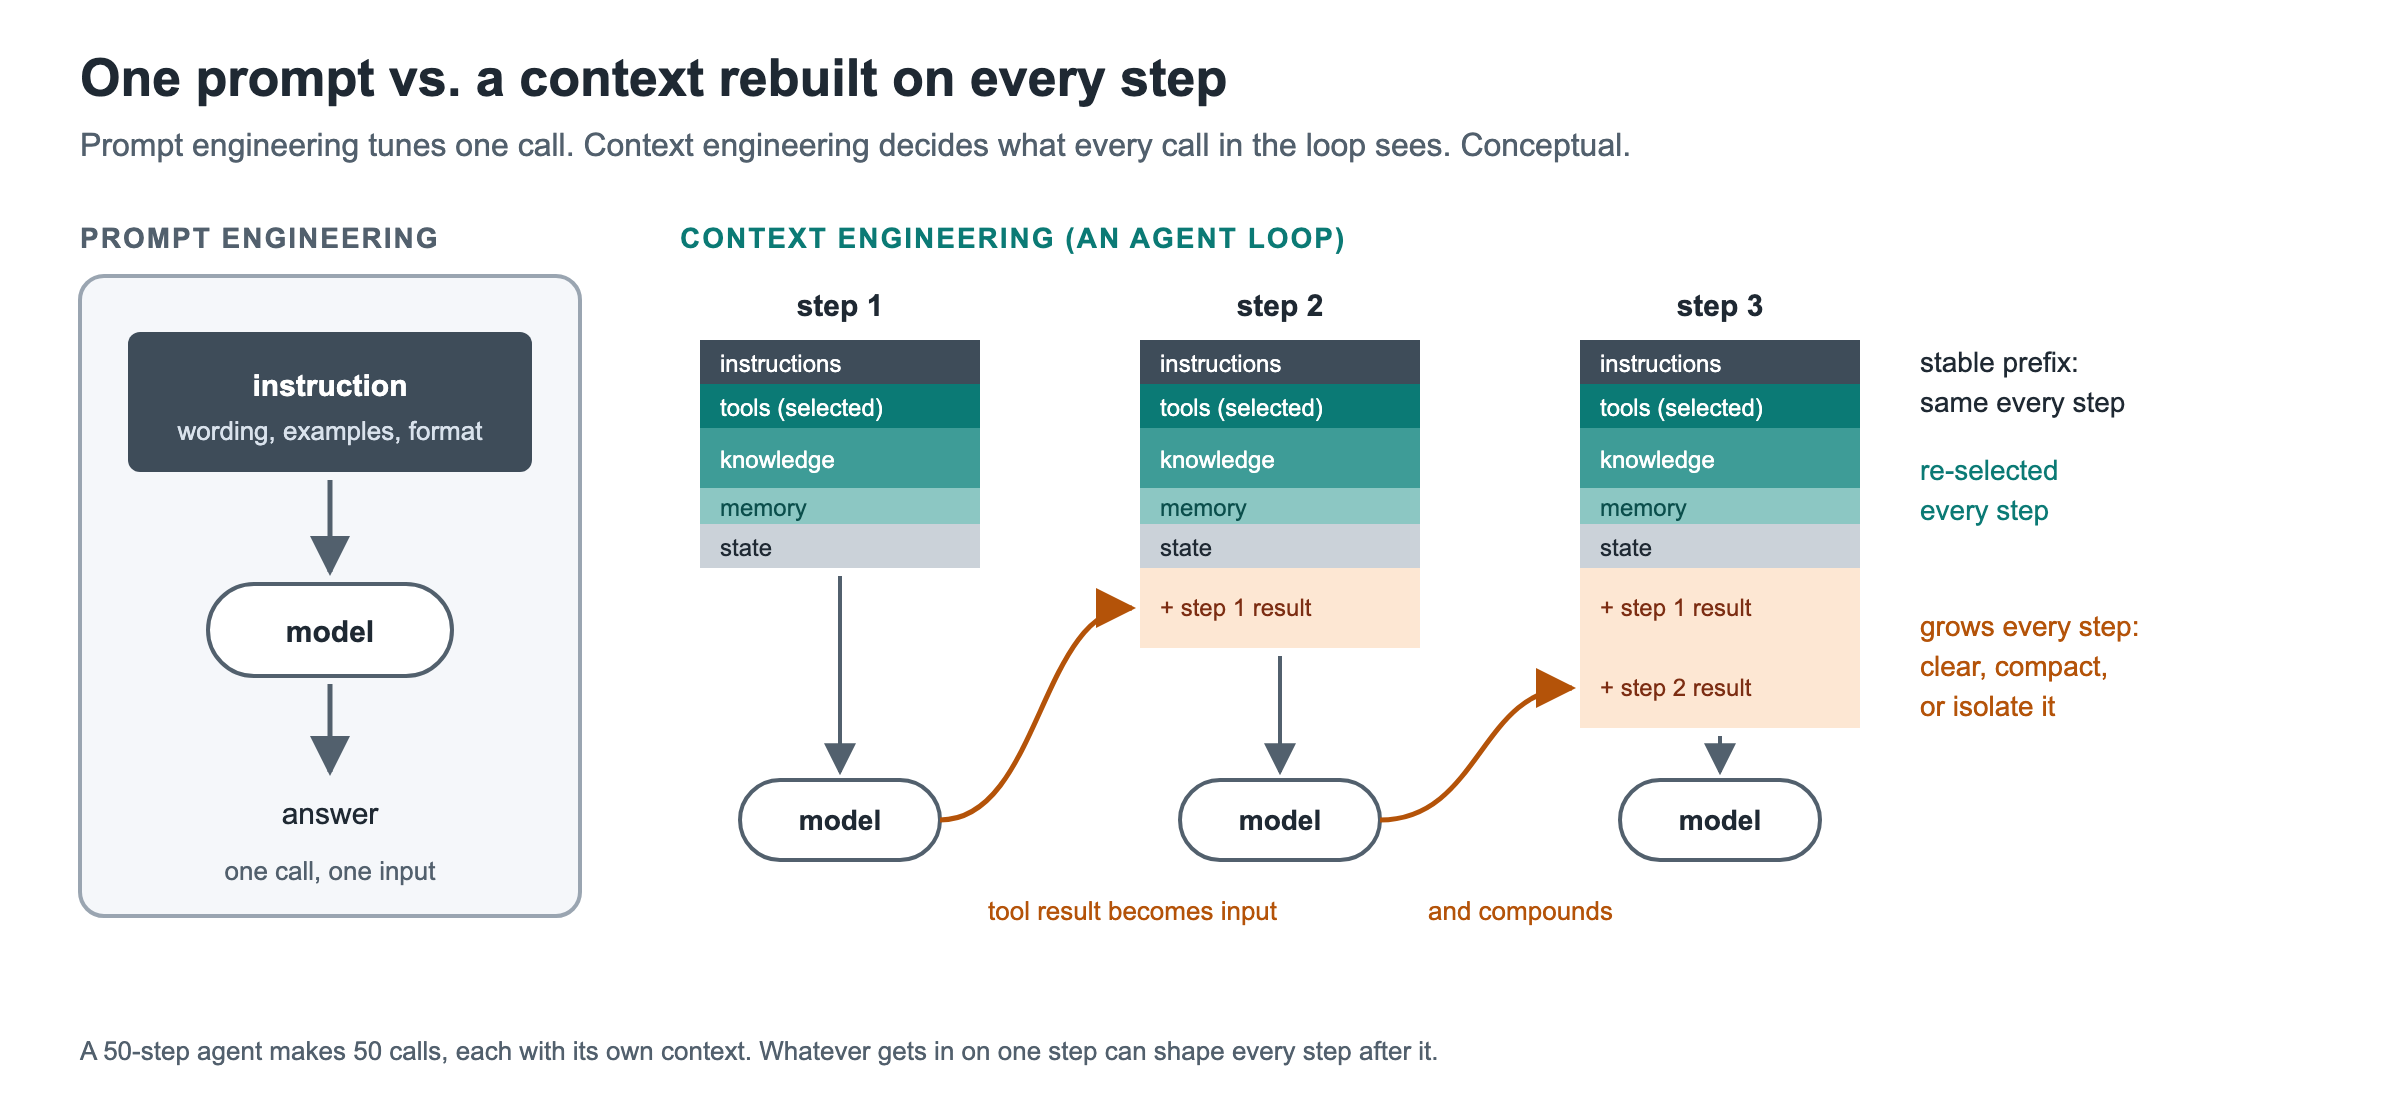 One prompt vs. a context rebuilt on every step
Prompt engineering tunes one call. Context engineering decides what every call in the loop sees. Conceptual.
PROMPT ENGINEERING
instruction
wording, examples, format
model
answer
one call, one input
CONTEXT ENGINEERING (AN AGENT LOOP)
step 1
instructions
tools (selected)
knowledge
memory
state
model
step 2
instructions
tools (selected)
knowledge
memory
state
+ step 1 result
model
step 3
instructions
tools (selected)
knowledge
memory
state
+ step 1 result
+ step 2 result
model
stable prefix:
same every step
re-selected
every step
grows every step:
clear, compact,
or isolate it
tool result becomes input
and compounds
A 50-step agent makes 50 calls, each with its own context. Whatever gets in on one step can shape every step after it.